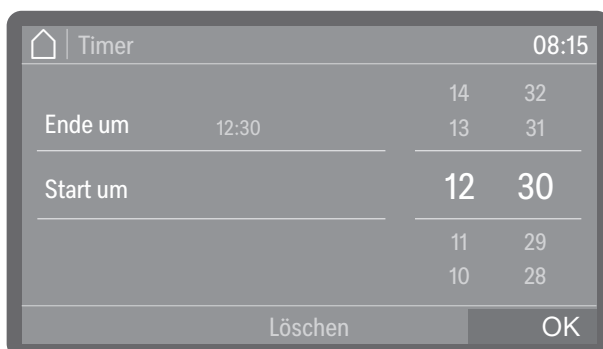 Timer 08:15
14 32
Ende um 12:30 13 31
Start um 12 30
11 29
10 28
Löschen OK